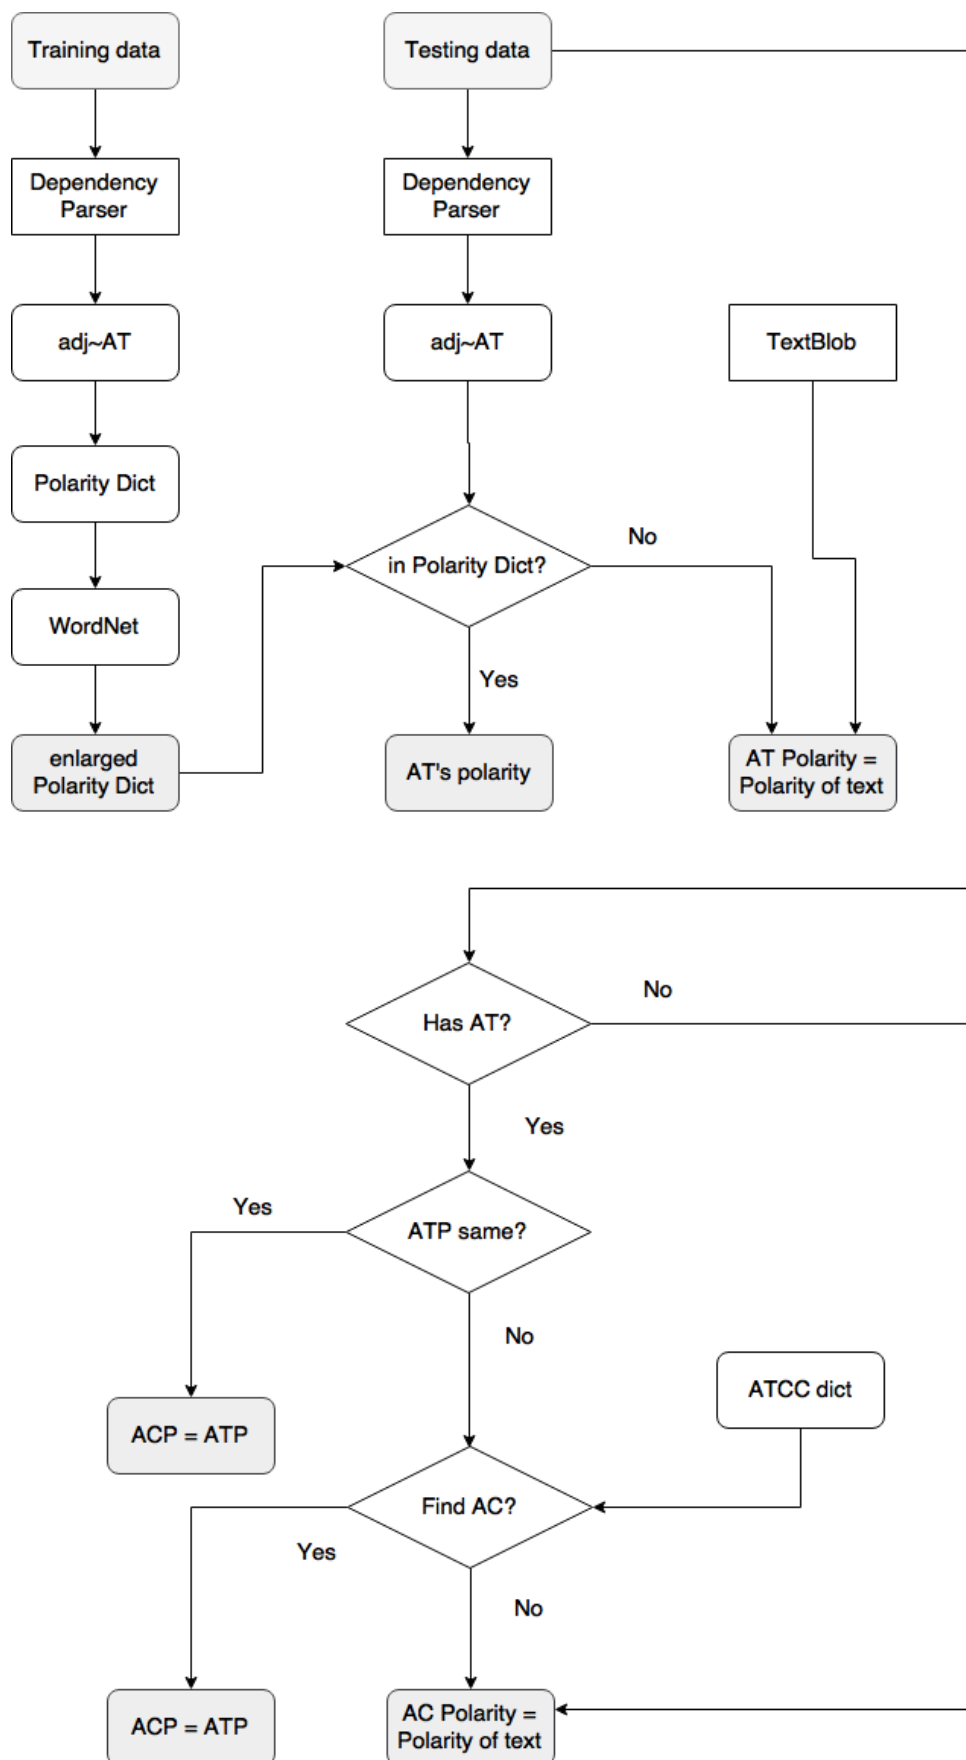 Training data
Testing data
Dependency
Parser
Dependency
Parser
adj~AT
adj~AT
TextBlob
Polarity Dict
in Polarity Dict?
No
WordNet
Yes
enlarged
Polarity Dict
AT's polarity
AT Polarity =
Polarity of text
Has AT?
No
Yes
ATP same?
Yes
No
ATCC dict
ACP = ATP
Find AC?
Yes
No
ACP = ATP
AC Polarity =
Polarity of text